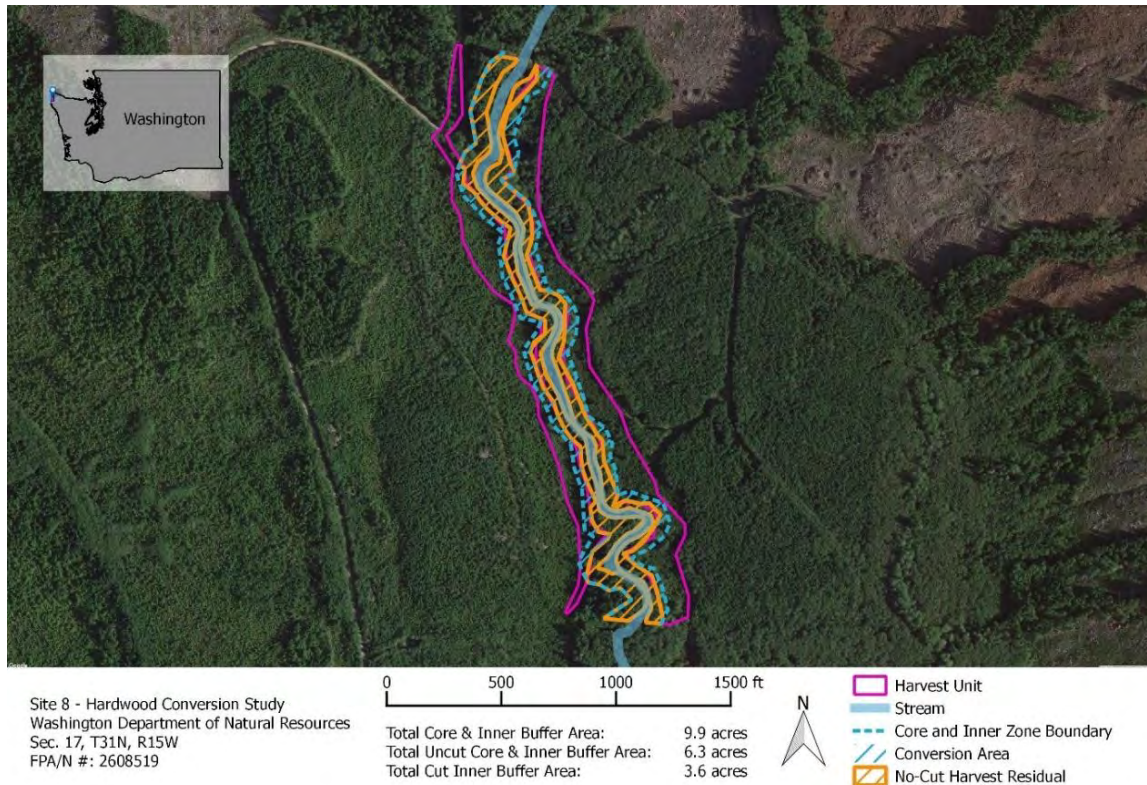 Washington
Site 8 - Hardwood Conversion Study
Washington Department of Natural Resources
Sec. 17, T31N, R15W
FPA/N #: 2608519
0 500 1000 1500 ft
Total Core & Inner Buffer Area: 9.9 acres
Total Uncut Core & Inner Buffer Area: 6.3 acres
Total Cut Inner Buffer Area: 3.6 acres
N
Harvest Unit
Stream
Core and Inner Zone Boundary
Conversion Area
No-Cut Harvest Residual